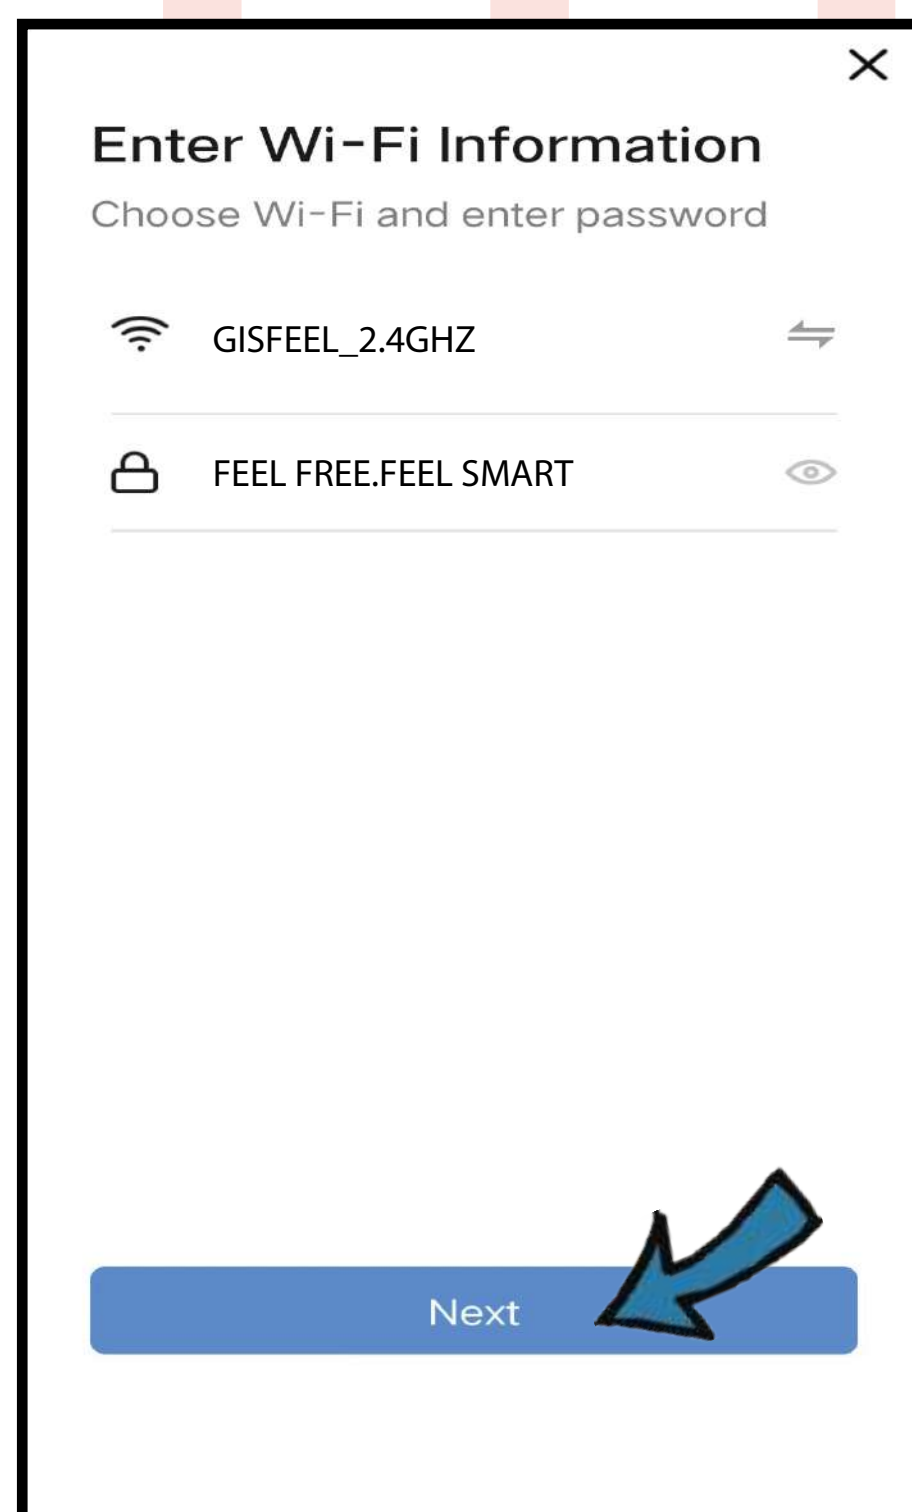 Enter Wi-Fi Information
Choose Wi-Fi and enter password
GISFEEL_2.4GHZ
FEEL FREE.FEEL SMART
Next